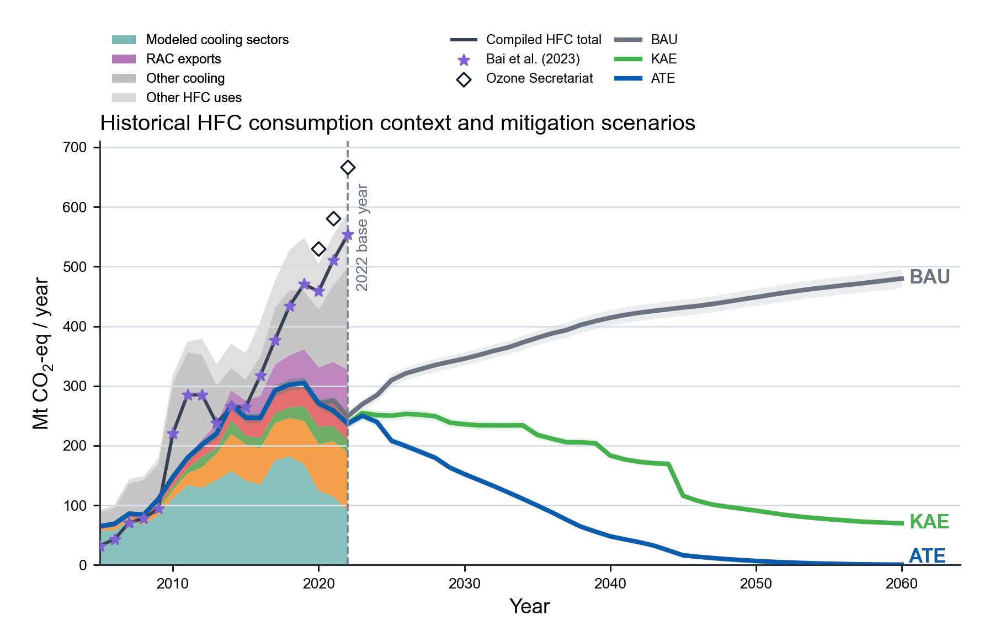 Modeled cooling sectors
RAC exports
Other cooling
Other HFC uses
Compiled HFC total
Bai et al. (2023)
Ozone Secretariat
BAU
KAE
ATE
Historical HFC consumption context and mitigation scenarios
Mt CO₂-eq / year
700
600
500
400
300
200
100
0
2022 base year
BAU
KAE
ATE
2010
2020
2030
2040
2050
2060
Year